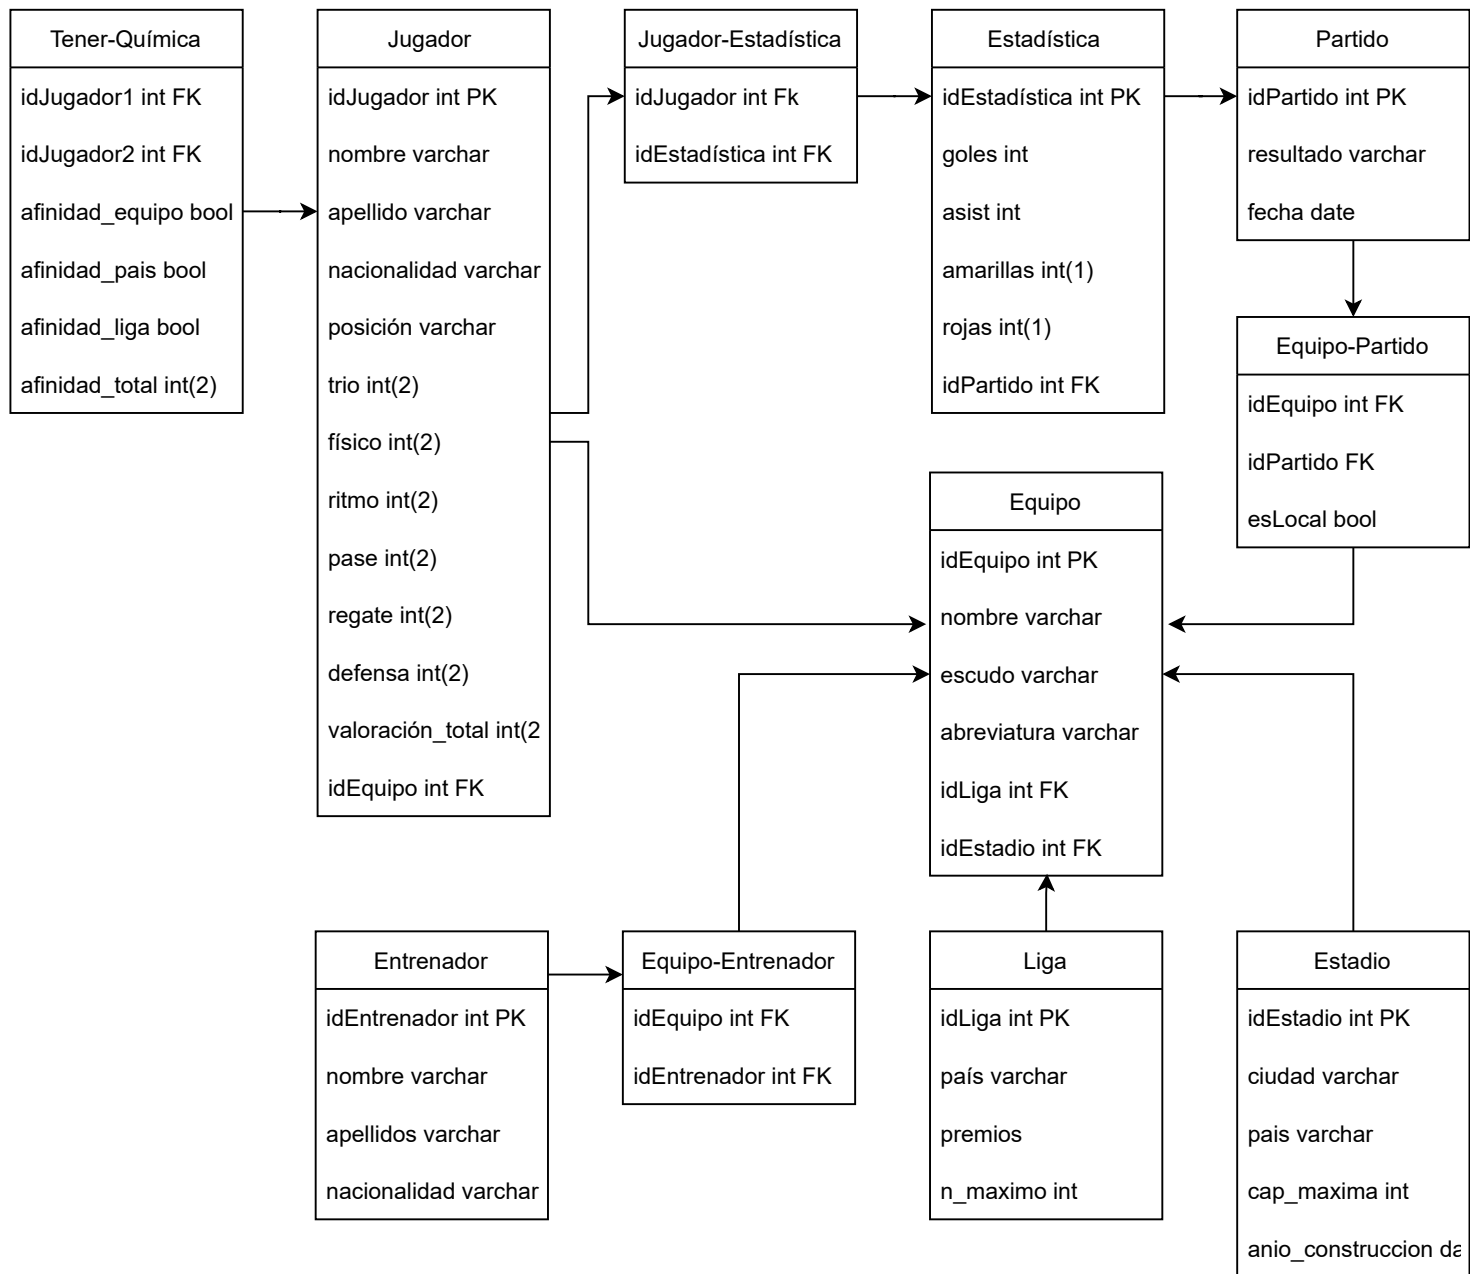 Tener-Química
idJugador1 int FK
idJugador2 int FK
afinidad_equipo bool
afinidad_pais bool
afinidad_liga bool
afinidad_total int(2)
Jugador
idJugador int PK
nombre varchar
apellido varchar
nacionalidad varchar
posición varchar
trio int(2)
físico int(2)
ritmo int(2)
pase int(2)
regate int(2)
defensa int(2)
valoración_total int(2
idEquipo int FK
Jugador-Estadística
idJugador int Fk
idEstadística int FK
Estadística
idEstadística int PK
goles int
asist int
amarillas int(1)
rojas int(1)
idPartido int FK
Partido
idPartido int PK
resultado varchar
fecha date
Equipo-Partido
idEquipo int FK
idPartido FK
esLocal bool
Equipo
idEquipo int PK
nombre varchar
escudo varchar
abreviatura varchar
idLiga int FK
idEstadio int FK
Entrenador
idEntrenador int PK
nombre varchar
apellidos varchar
nacionalidad varchar
Equipo-Entrenador
idEquipo int FK
idEntrenador int FK
Liga
idLiga int PK
país varchar
premios
n_maximo int
Estadio
idEstadio int PK
ciudad varchar
pais varchar
cap_maxima int
anio_construccion da